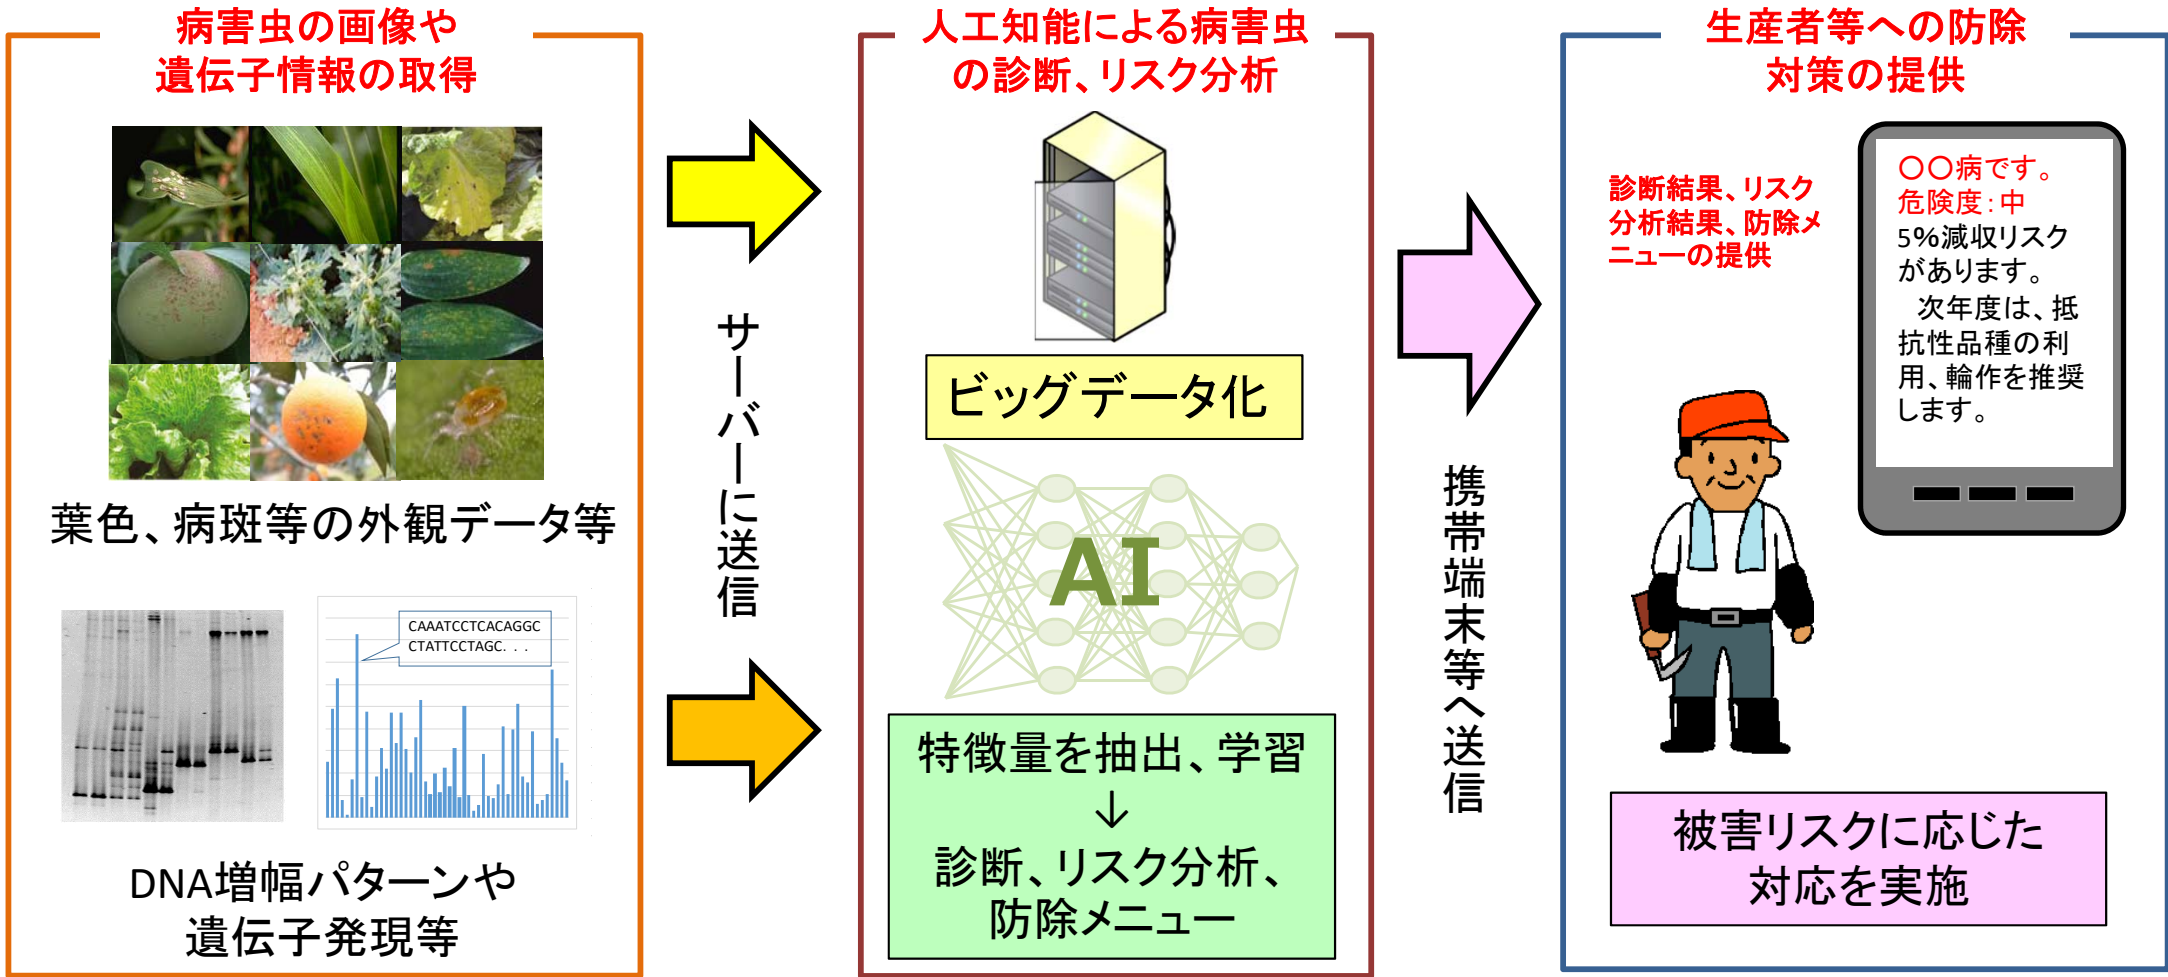 病害虫の画像や
遺伝子情報の取得
葉色、病斑等の外観データ等
CAAATCCTCACAGGC
CTATTCCTAGC. . .
DNA増幅パターンや
遺伝子発現等
サーバーに送信
人工知能による病害虫
の診断、リスク分析
ビッグデータ化
AI
特徴量を抽出、学習
↓
診断、リスク分析、
防除メニュー
携帯端末等へ送信
生産者等への防除
対策の提供
診断結果、リスク
分析結果、防除メ
ニューの提供
〇〇病です。
危険度：中
5%減収リスク
があります。
次年度は、抵
抗性品種の利
用、輪作を推奨
します。
被害リスクに応じた
対応を実施